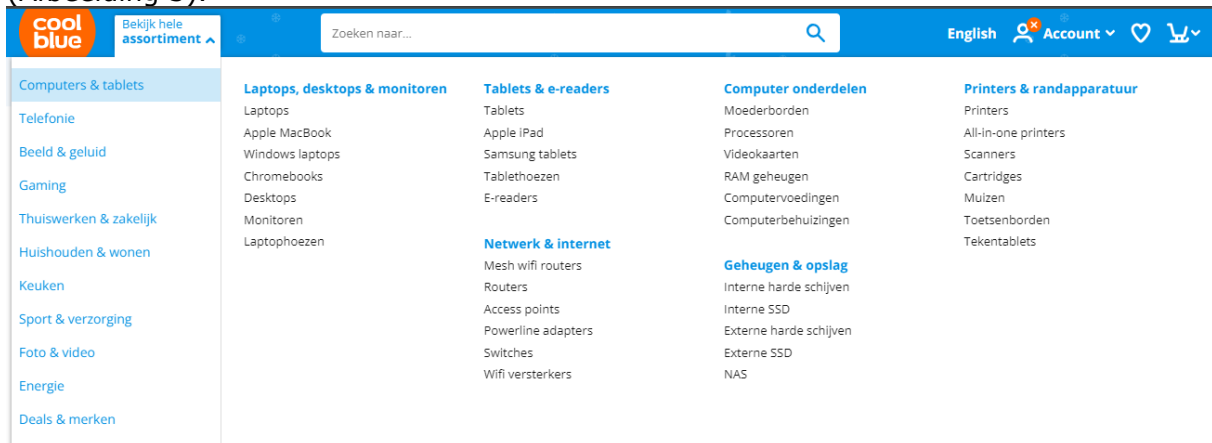 (Afbeelding 3).
cool
blue
Bekijk hele
assortiment
Zoeken naar...
English
Account
Computers & tablets
Telefonie
Beeld & geluid
Gaming
Thuiswerken & zakelijk
Huishouden & wonen
Keuken
Sport & verzorging
Foto & video
Energie
Deals & merken
Laptops, desktops & monitoren
Laptops
Apple MacBook
Windows laptops
Chromebooks
Desktops
Monitoren
Laptophoezen
Tablets & e-readers
Tablets
Apple iPad
Samsung tablets
Tablethoezen
E-readers
Netwerk & internet
Mesh wifi routers
Routers
Access points
Powerline adapters
Switches
Wifi versterkers
Computer onderdelen
Moederborden
Processoren
Videokaarten
RAM geheugen
Computervoedingen
Computerbehuizingen
Geheugen & opslag
Interne harde schijven
Interne SSD
Externe harde schijven
Externe SSD
NAS
Printers & randapparatuur
Printers
All-in-one printers
Scanners
Cartridges
Muizen
Toetsenborden
Tekentablets